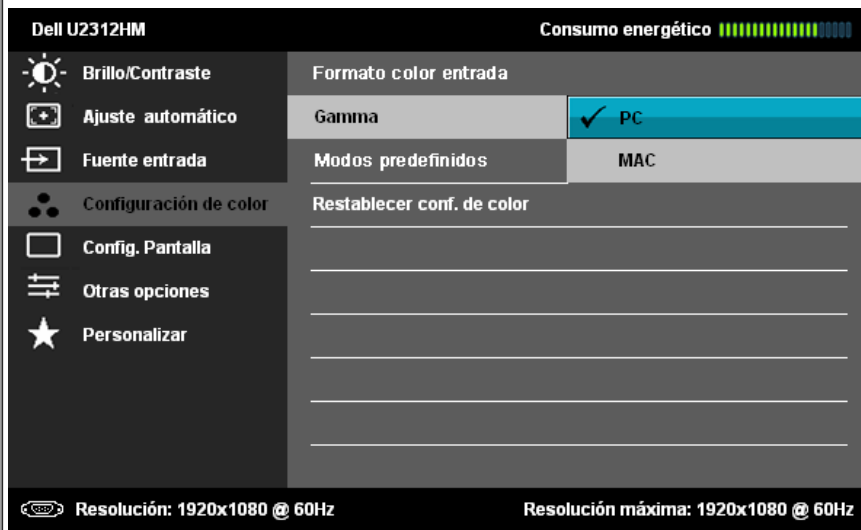 Dell U2312HM
Consumo energético
Brillo/Contraste
Ajuste automático
Fuente entrada
Configuración de color
Config. Pantalla
Otras opciones
Personalizar
Formato color entrada
Gamma
Modos predefinidos
Restablecer conf. de color
PC
MAC
Resolución: 1920x1080 @ 60Hz
Resolución máxima: 1920x1080 @ 60Hz